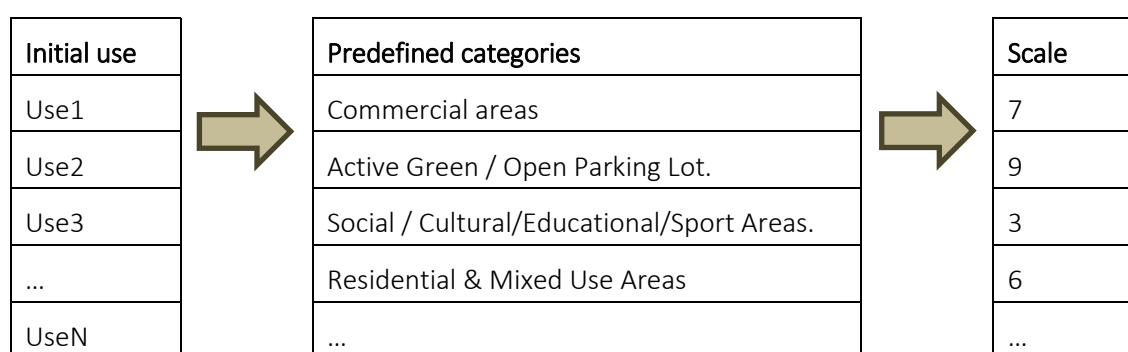 Initial use
Predefined categories
Scale
Use1
Commercial areas
7
Use2
Active Green / Open Parking Lot.
9
Use3
Social / Cultural/Educational/Sport Areas.
3
...
Residential & Mixed Use Areas
6
UseN
...
...